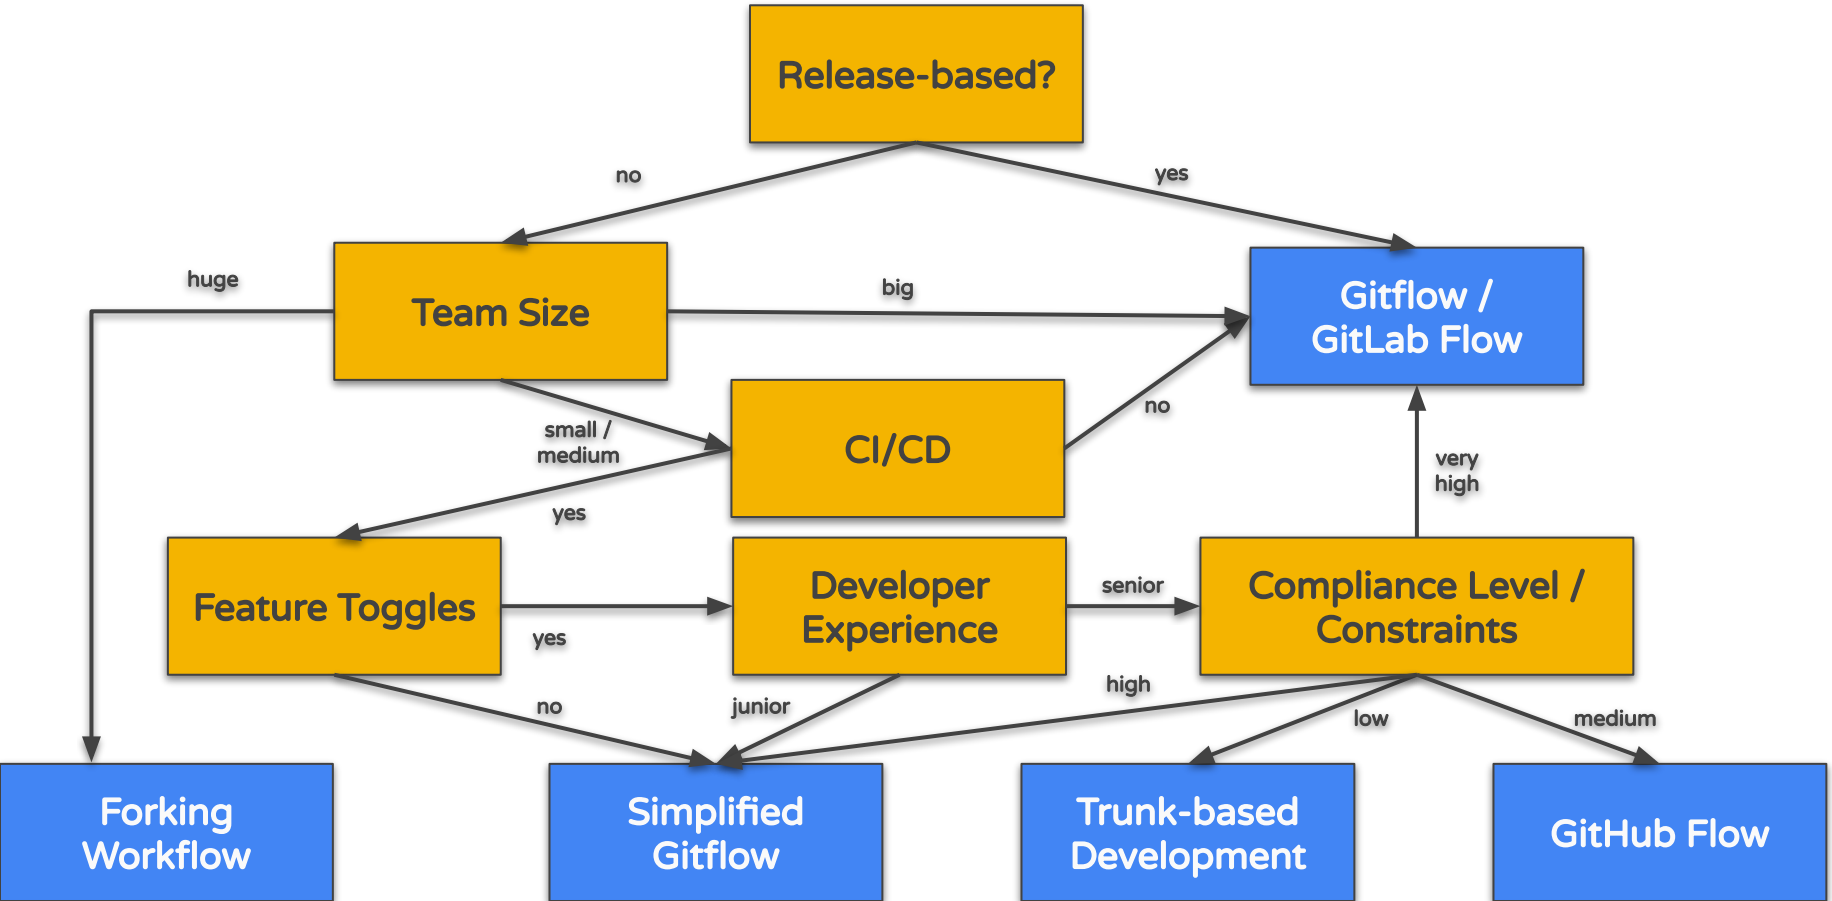 Release-based?
no
yes
huge
Team Size
big
Gitflow /
GitLab Flow
small /
medium
CI/CD
no
very
high
yes
Feature Toggles
yes
Developer
Experience
senior
Compliance Level /
Constraints
no
junior
high
low
medium
Forking
Workflow
Simplified
Gitflow
Trunk-based
Development
GitHub Flow